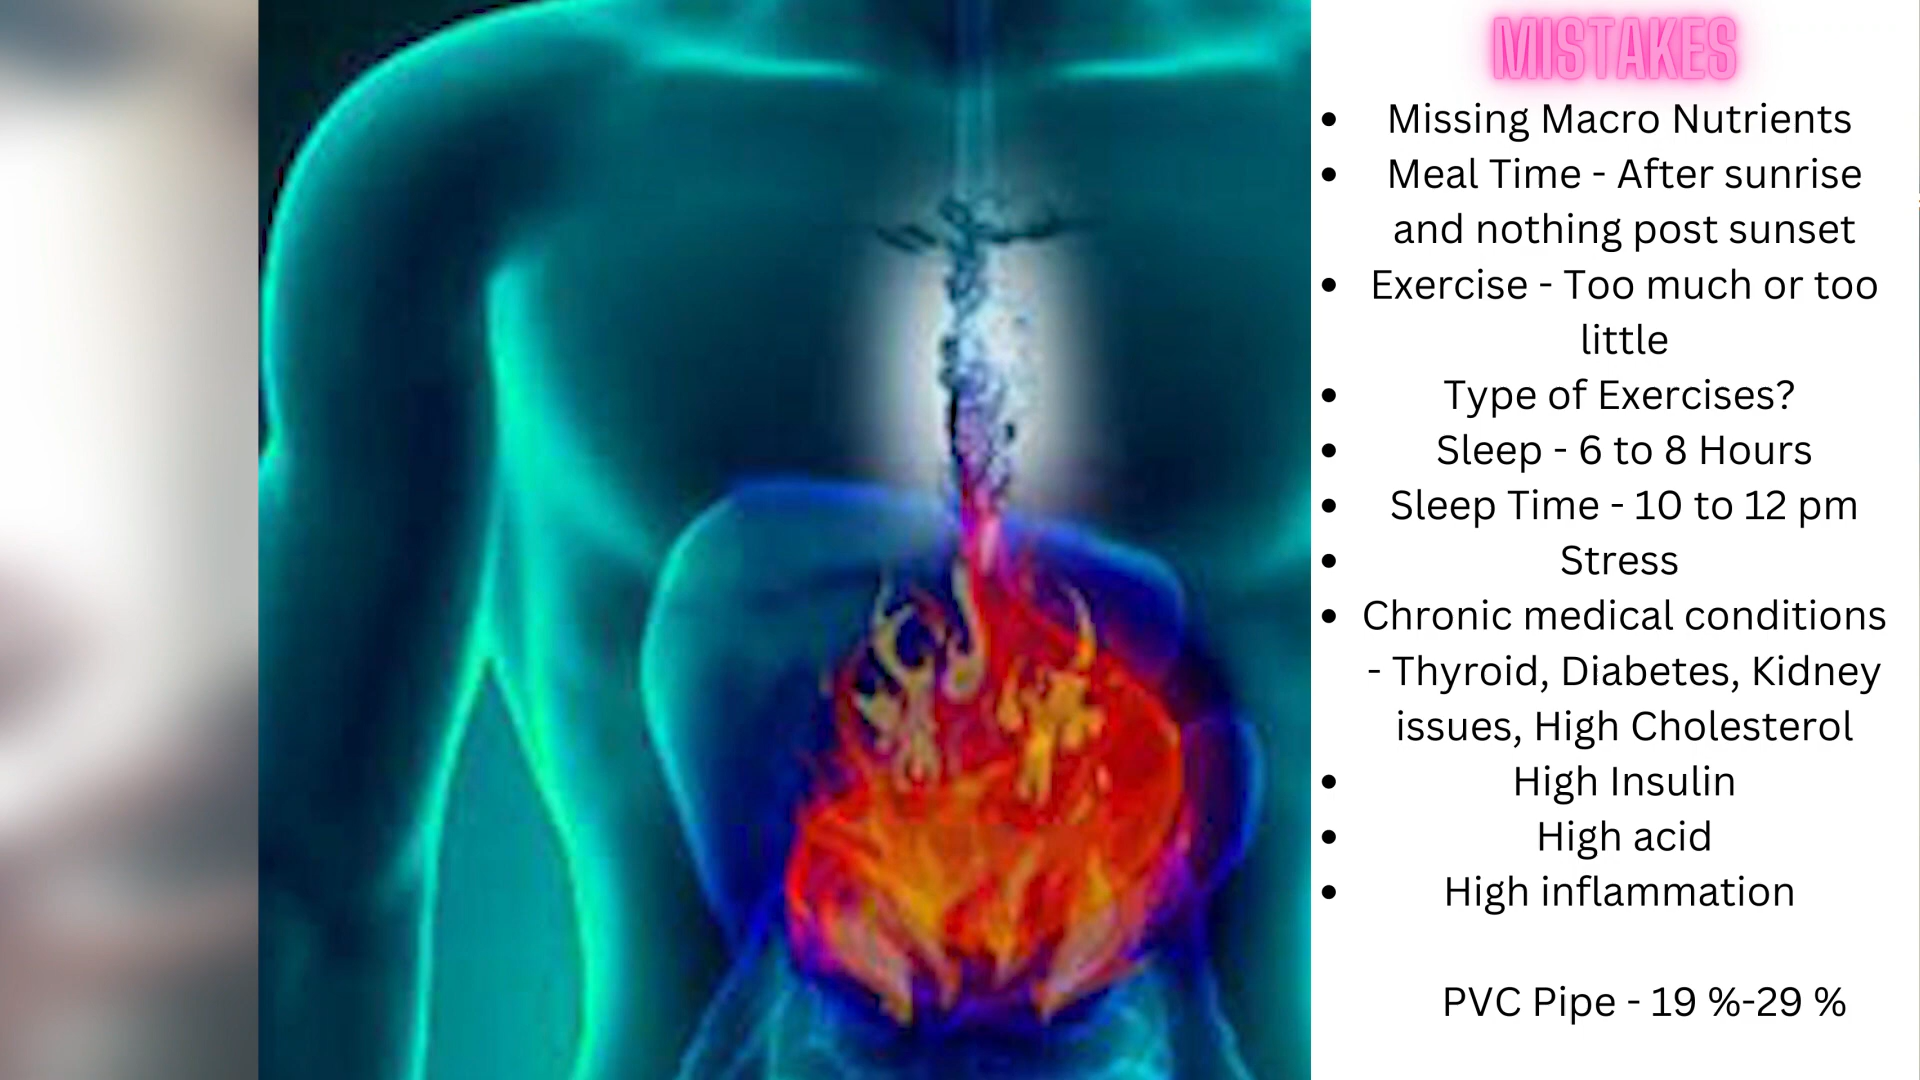 MISTAKES
• Missing Macro Nutrients
• Meal Time - After sunrise
and nothing post sunset
• Exercise - Too much or too
little
• Type of Exercises?
• Sleep - 6 to 8 Hours
• Sleep Time - 10 to 12 pm
• Stress
• Chronic medical conditions
- Thyroid, Diabetes, Kidney
issues, High Cholesterol
• High Insulin
• High acid
• High inflammation
PVC Pipe - 19 %-29 %